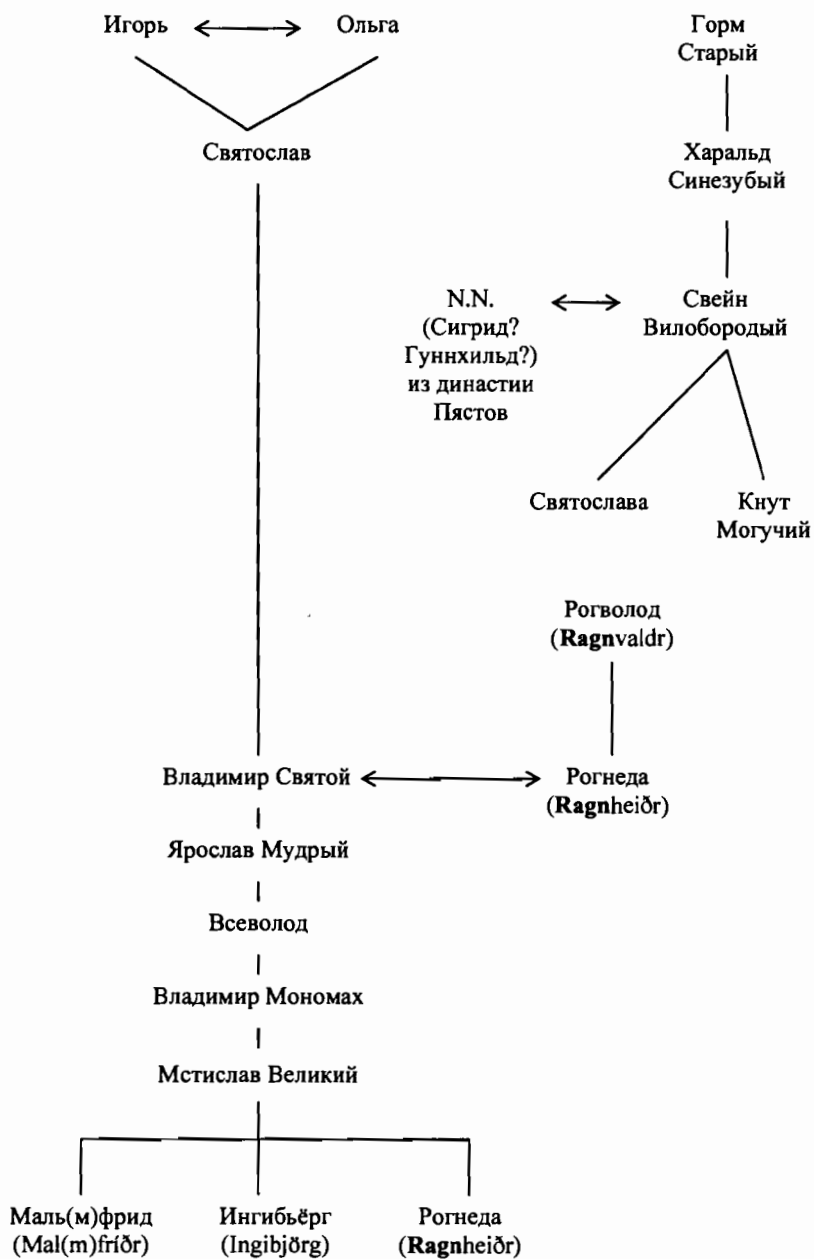 Игорь
Ольга
Горм
Старый
Святослав
Харальд
Синезубый
N.N.
(Сигрид?
Гуннхильд?)
из династии
Пястов
Свейн
Вилобородый
Святослава
Кнут
Могучий
Рогволод
(Ragnvaldr)
Владимир Святой
Рогнеда
(Ragnheiðr)
Ярослав Мудрый
Всеволод
Владимир Мономах
Мстислав Великий
Маль(м)фрид
(Mal(m)fríðr)
Ингибьёрг
(Ingibjörg)
Рогнеда
(Ragnheiðr)